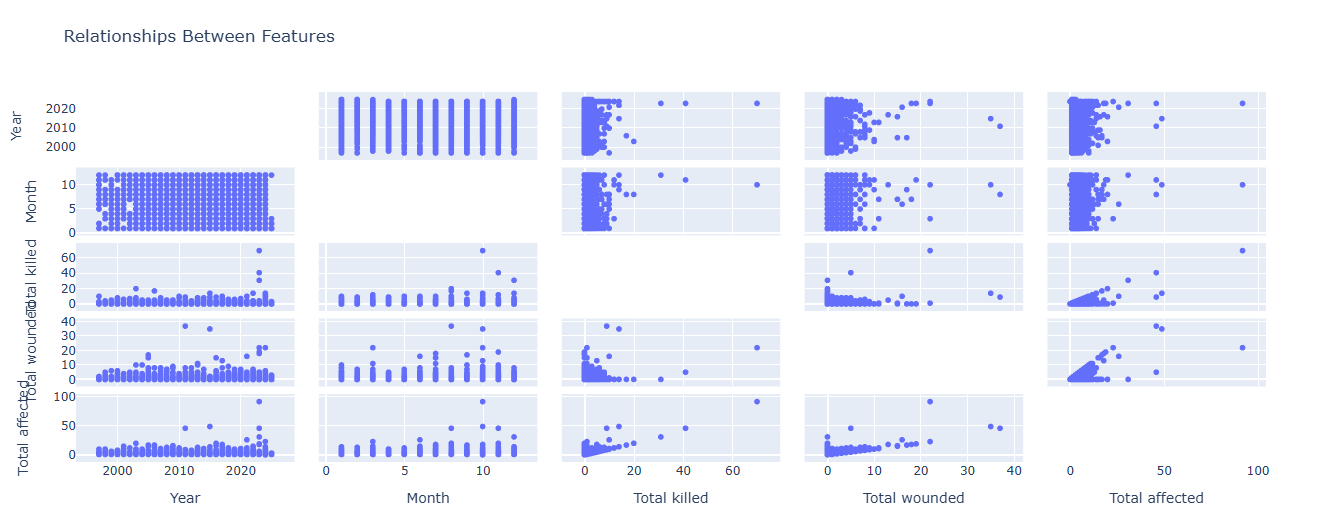 Relationships Between Features
Year
2020
2010
2000
Month
10
5
0
Total killed
60
40
20
0
Total wounded
40
30
20
10
0
Total affected
100
50
0
2000 2010 2020 0 5 10 0 20 40 60 0 10 20 30 40 0 50 100
Year Month Total killed Total wounded Total affected